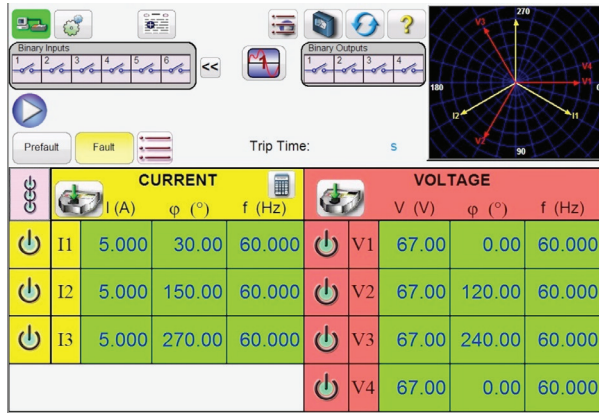 Binary Inputs
1 2 3 4 5 6
<<
Binary Outputs
1 2 3 4
?
270
180
0
90
V3
V4
V1
I2
I1
V2
Prefault
Fault
Trip Time: s
CURRENT
I (A) φ (°) f (Hz)
VOLTAGE
V (V) φ (°) f (Hz)
I1 5.000 30.00 60.000 V1 67.00 0.00 60.000
I2 5.000 150.00 60.000 V2 67.00 120.00 60.000
I3 5.000 270.00 60.000 V3 67.00 240.00 60.000
V4 67.00 0.00 60.000